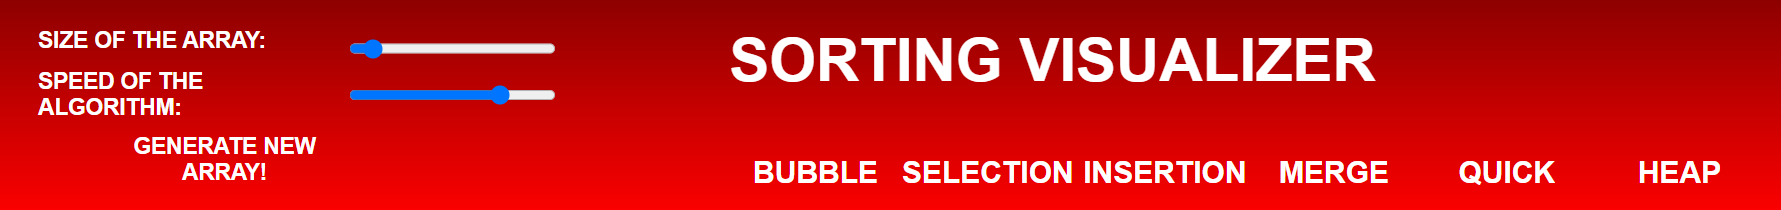 SIZE OF THE ARRAY:
SPEED OF THE
ALGORITHM:
GENERATE NEW
ARRAY!
SORTING VISUALIZER
BUBBLE SELECTION INSERTION MERGE QUICK HEAP